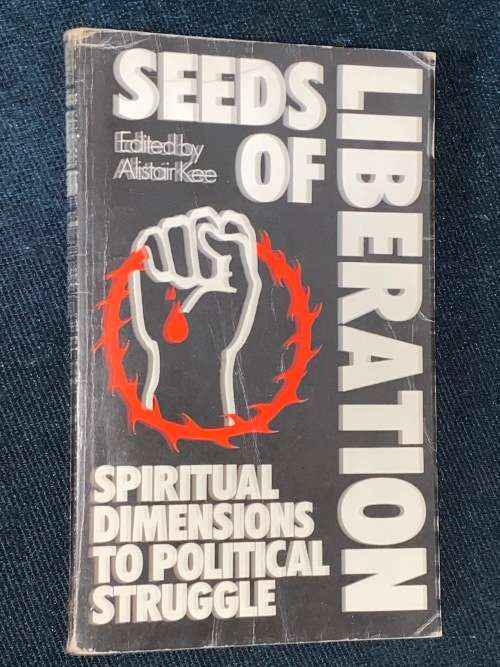 SEEDS
OF
LIBERATION
Edited by
Alistair Kee
SPIRITUAL
DIMENSIONS
TO POLITICAL
STRUGGLE